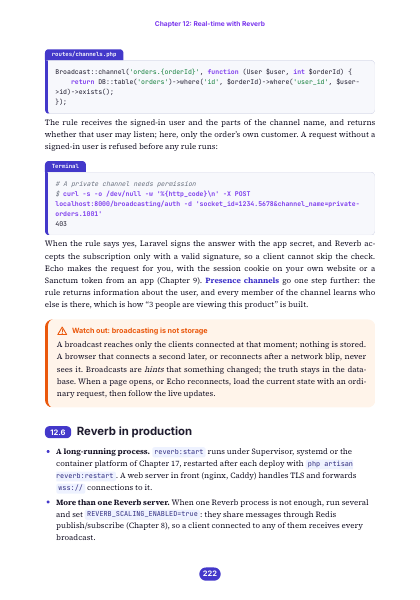 Chapter 12: Real-time with Reverb
routes/channels.php
Broadcast::channel('orders.{orderId}', function (User $user, int $orderId) {
    return DB::table('orders')->where('id', $orderId)->where('user_id', $user-
>id)->exists();
});
The rule receives the signed-in user and the parts of the channel name, and returns
whether that user may listen; here, only the order's own customer. A request without a
signed-in user is refused before any rule runs:
Terminal
# A private channel needs permission
$ curl -s -o /dev/null -w '%{http_code}\n' -X POST
localhost:8000/broadcasting/auth -d 'socket_id=1234.5678&channel_name=private-
orders.1001'
403
When the rule says yes, Laravel signs the answer with the app secret, and Reverb ac-
cepts the subscription only with a valid signature, so a client cannot skip the check.
Echo makes the request for you, with the session cookie on your own website or a
Sanctum token from an app (Chapter 9). Presence channels go one step further: the
rule returns information about the user, and every member of the channel learns who
else is there, which is how “3 people are viewing this product” is built.
Watch out: broadcasting is not storage
A broadcast reaches only the clients connected at that moment; nothing is stored.
A browser that connects a second later, or reconnects after a network blip, never
sees it. Broadcasts are hints that something changed; the truth stays in the data-
base. When a page opens, or Echo reconnects, load the current state with an ordi-
nary request, then follow the live updates.
12.6 Reverb in production
• A long-running process. reverb:start runs under Supervisor, systemd or the
container platform of Chapter 17, restarted after each deploy with php artisan
reverb:restart. A web server in front (nginx, Caddy) handles TLS and forwards
wss:// connections to it.
• More than one Reverb server. When one Reverb process is not enough, run several
and set REVERB_SCALING_ENABLED=true: they share messages through Redis
publish/subscribe (Chapter 8), so a client connected to any of them receives every
broadcast.
222